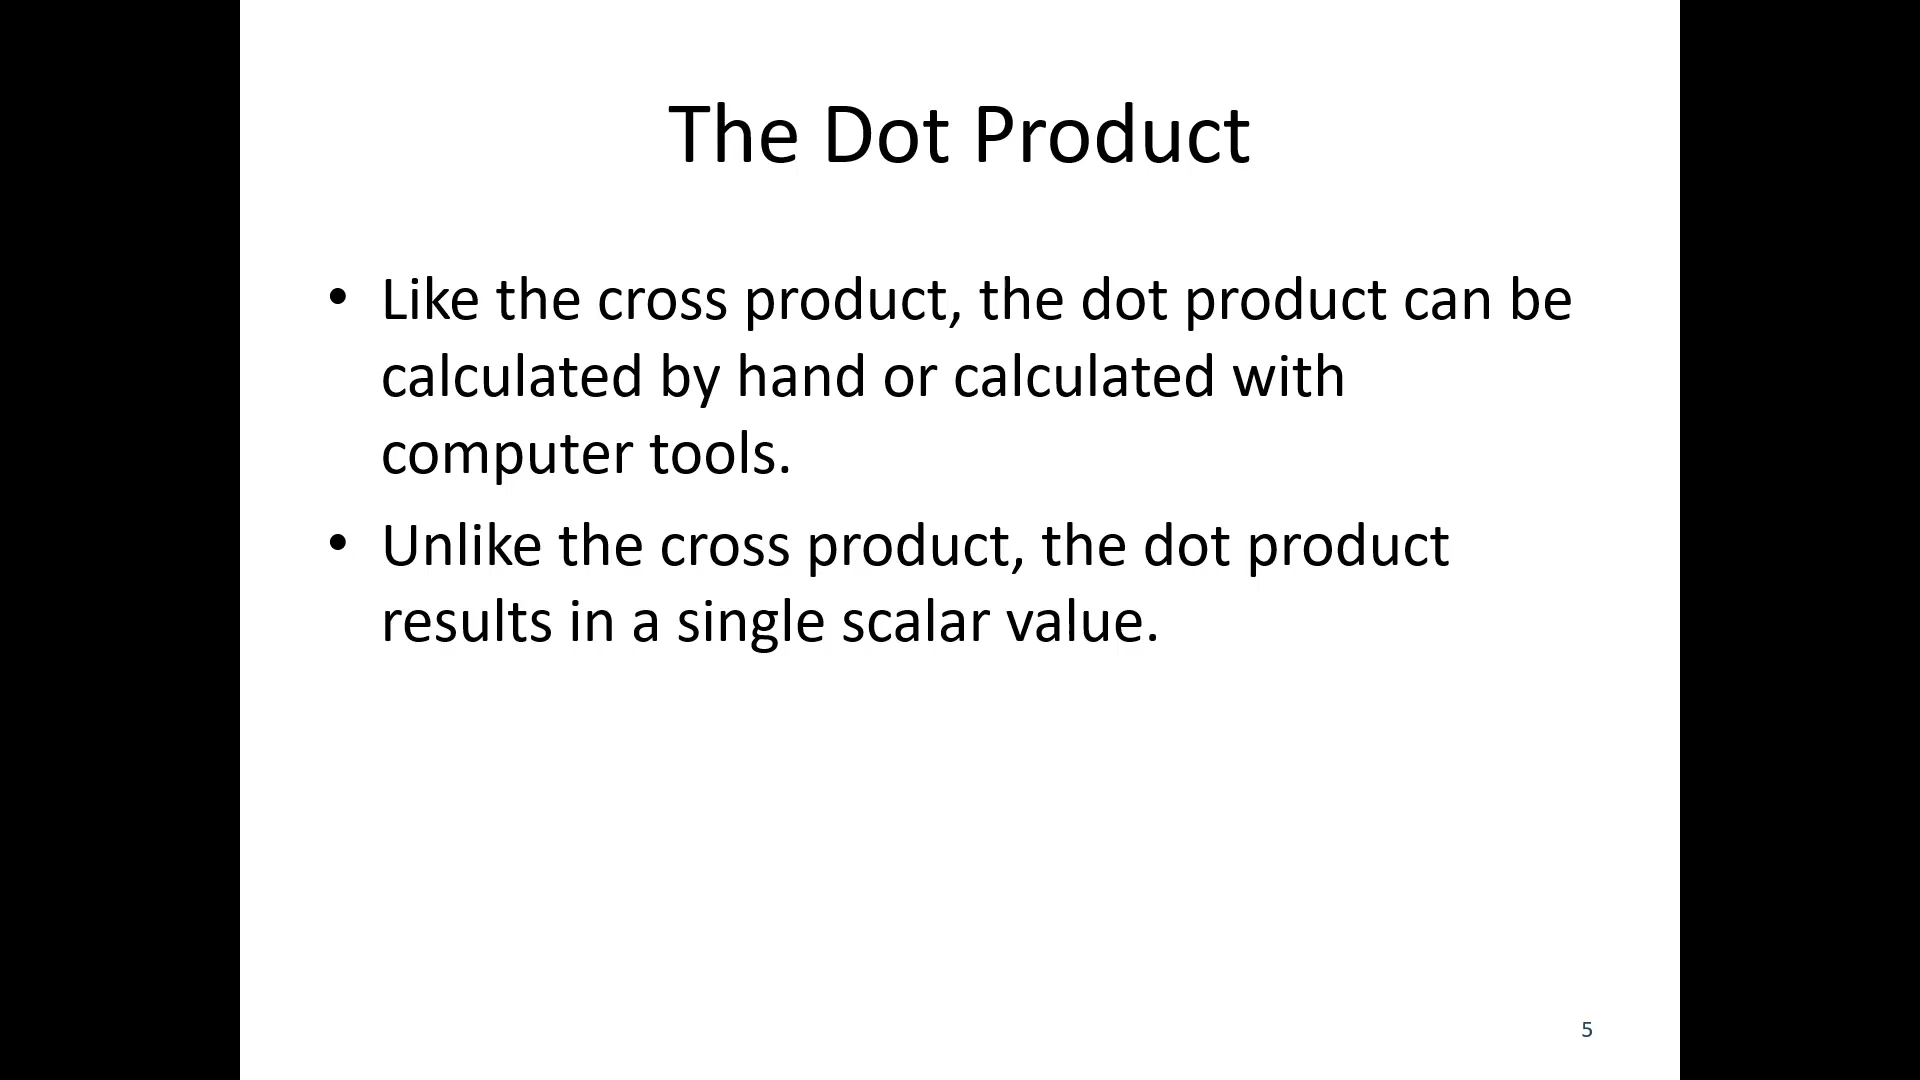 The Dot Product
• Like the cross product, the dot product can be
calculated by hand or calculated with
computer tools.
• Unlike the cross product, the dot product
results in a single scalar value.
5